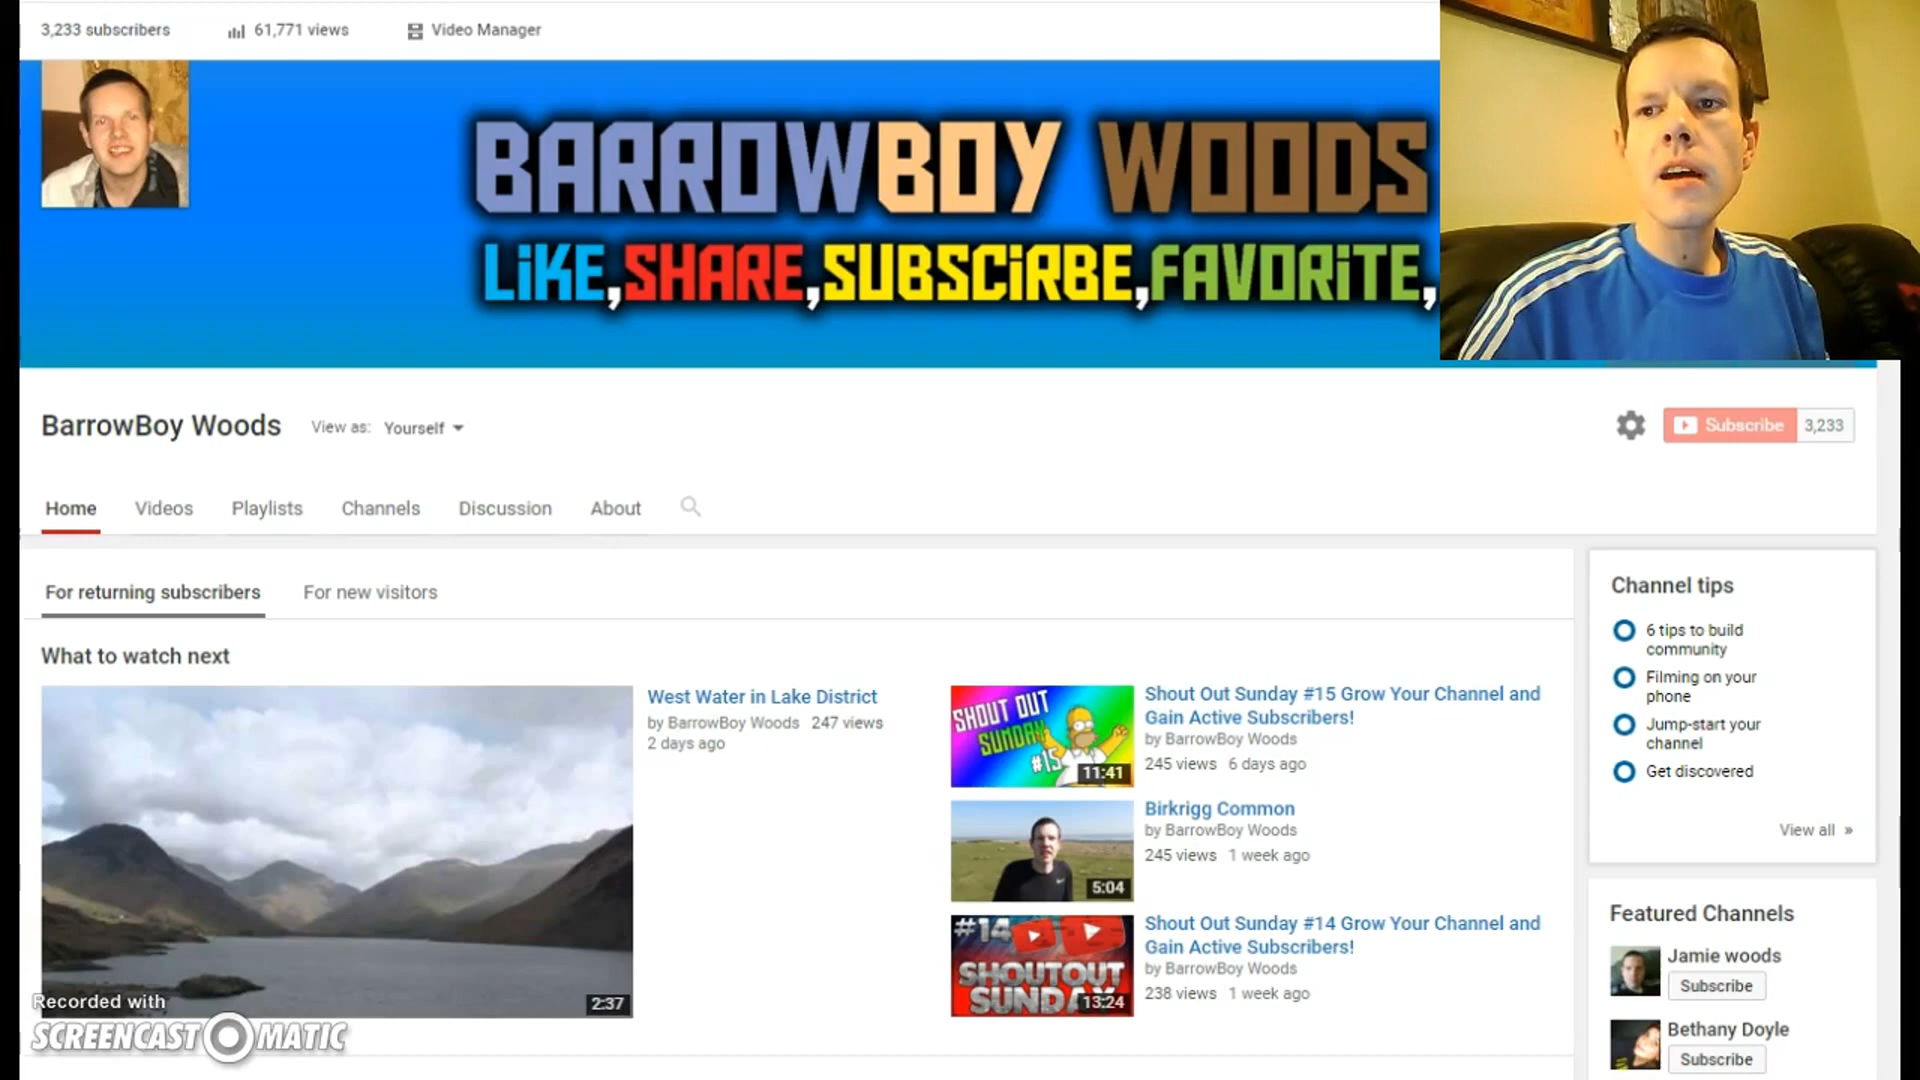 3,233 subscribers
61,771 views
Video Manager
BARROWBOY WOODS
LiKE,SHARE,SUBSCiRBE,FAVORiTE,
BarrowBoy Woods
View as: Yourself
Subscribe 3,233
Home
Videos
Playlists
Channels
Discussion
About
For returning subscribers
For new visitors
What to watch next
2:37
Recorded with
SCREENCAST MATIC
West Water in Lake District
by BarrowBoy Woods 247 views
2 days ago
SHOUT OUT
SUNDAY
#15
11:41
Shout Out Sunday #15 Grow Your Channel and
Gain Active Subscribers!
by BarrowBoy Woods
245 views 6 days ago
5:04
Birkrigg Common
by BarrowBoy Woods
245 views 1 week ago
#14
SHOUTOUT
SUNDAY
13:24
Shout Out Sunday #14 Grow Your Channel and
Gain Active Subscribers!
by BarrowBoy Woods
238 views 1 week ago
Channel tips
6 tips to build
community
Filming on your
phone
Jump-start your
channel
Get discovered
View all »
Featured Channels
Jamie woods
Subscribe
Bethany Doyle
Subscribe